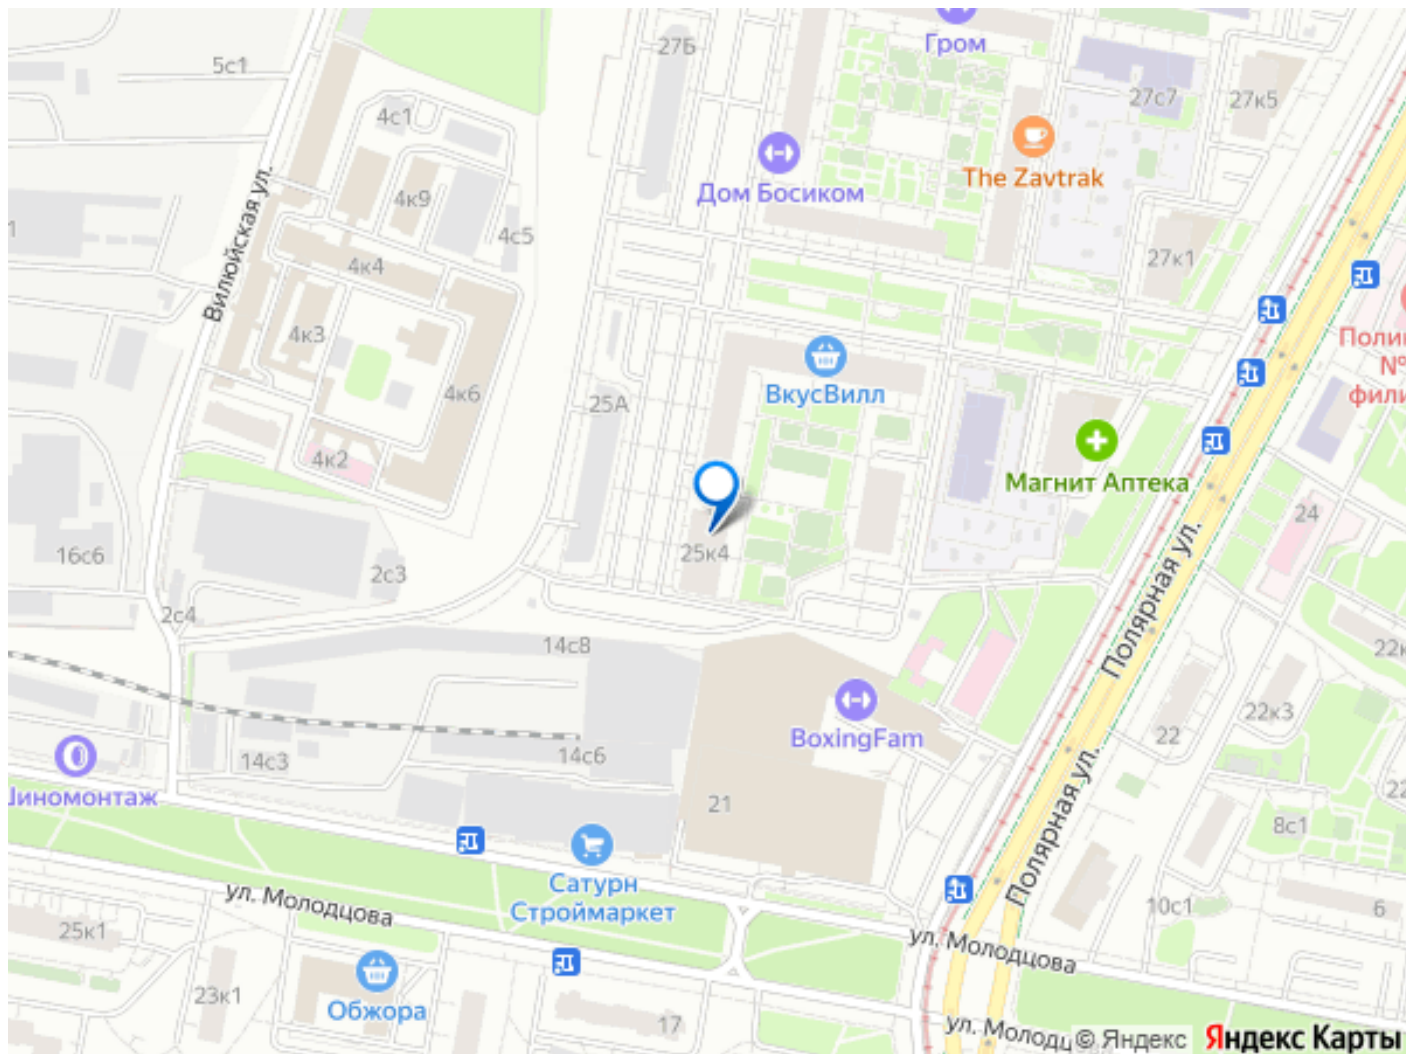 27Б
Гром
5с1
27с7
27к5
4с1
The Zavtrak
Дом Босиком
4к9
4с5
27к1
4к4
Вилюйская ул.
4к3
ВкусВилл
4к6
25А
4к2
Магнит Аптека
24
16с6
2с3
25к4
Полярная ул.
2с4
14с8
22к3
22
BoxingFam
14с3
14с6
21
Шиномонтаж
Полярная ул.
8с1
Сатурн
Строймаркет
ул. Молодцова
10с1
6
25к1
ул. Молодцова
23к1
Обжора
17
© Яндекс
Яндекс Карты